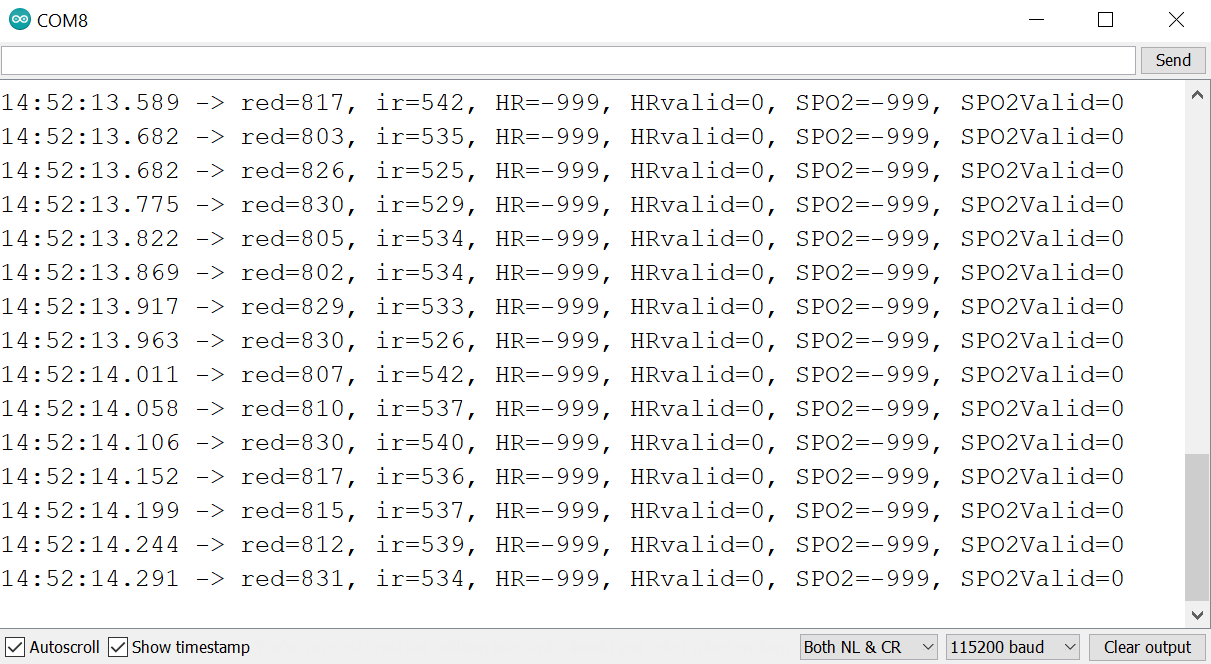 COM8
Send
14:52:13.589 -> red=817, ir=542, HR=-999, HRvalid=0, SPO2=-999, SPO2Valid=0
14:52:13.682 -> red=803, ir=535, HR=-999, HRvalid=0, SPO2=-999, SPO2Valid=0
14:52:13.682 -> red=826, ir=525, HR=-999, HRvalid=0, SPO2=-999, SPO2Valid=0
14:52:13.775 -> red=830, ir=529, HR=-999, HRvalid=0, SPO2=-999, SPO2Valid=0
14:52:13.822 -> red=805, ir=534, HR=-999, HRvalid=0, SPO2=-999, SPO2Valid=0
14:52:13.869 -> red=802, ir=534, HR=-999, HRvalid=0, SPO2=-999, SPO2Valid=0
14:52:13.917 -> red=829, ir=533, HR=-999, HRvalid=0, SPO2=-999, SPO2Valid=0
14:52:13.963 -> red=830, ir=526, HR=-999, HRvalid=0, SPO2=-999, SPO2Valid=0
14:52:14.011 -> red=807, ir=542, HR=-999, HRvalid=0, SPO2=-999, SPO2Valid=0
14:52:14.058 -> red=810, ir=537, HR=-999, HRvalid=0, SPO2=-999, SPO2Valid=0
14:52:14.106 -> red=830, ir=540, HR=-999, HRvalid=0, SPO2=-999, SPO2Valid=0
14:52:14.152 -> red=817, ir=536, HR=-999, HRvalid=0, SPO2=-999, SPO2Valid=0
14:52:14.199 -> red=815, ir=537, HR=-999, HRvalid=0, SPO2=-999, SPO2Valid=0
14:52:14.244 -> red=812, ir=539, HR=-999, HRvalid=0, SPO2=-999, SPO2Valid=0
14:52:14.291 -> red=831, ir=534, HR=-999, HRvalid=0, SPO2=-999, SPO2Valid=0
Autoscroll Show timestamp Both NL & CR 115200 baud Clear output